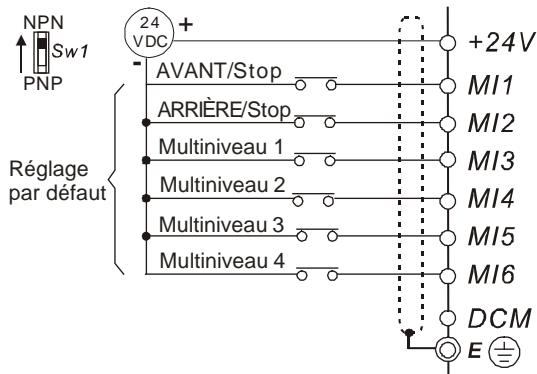 NPN
Sw1
PNP
24
VDC
+
-
+24V
AVANT/Stop
MI1
ARRIÈRE/Stop
MI2
Multiniveau 1
MI3
Réglage
par défaut
Multiniveau 2
MI4
Multiniveau 3
MI5
Multiniveau 4
MI6
DCM
E